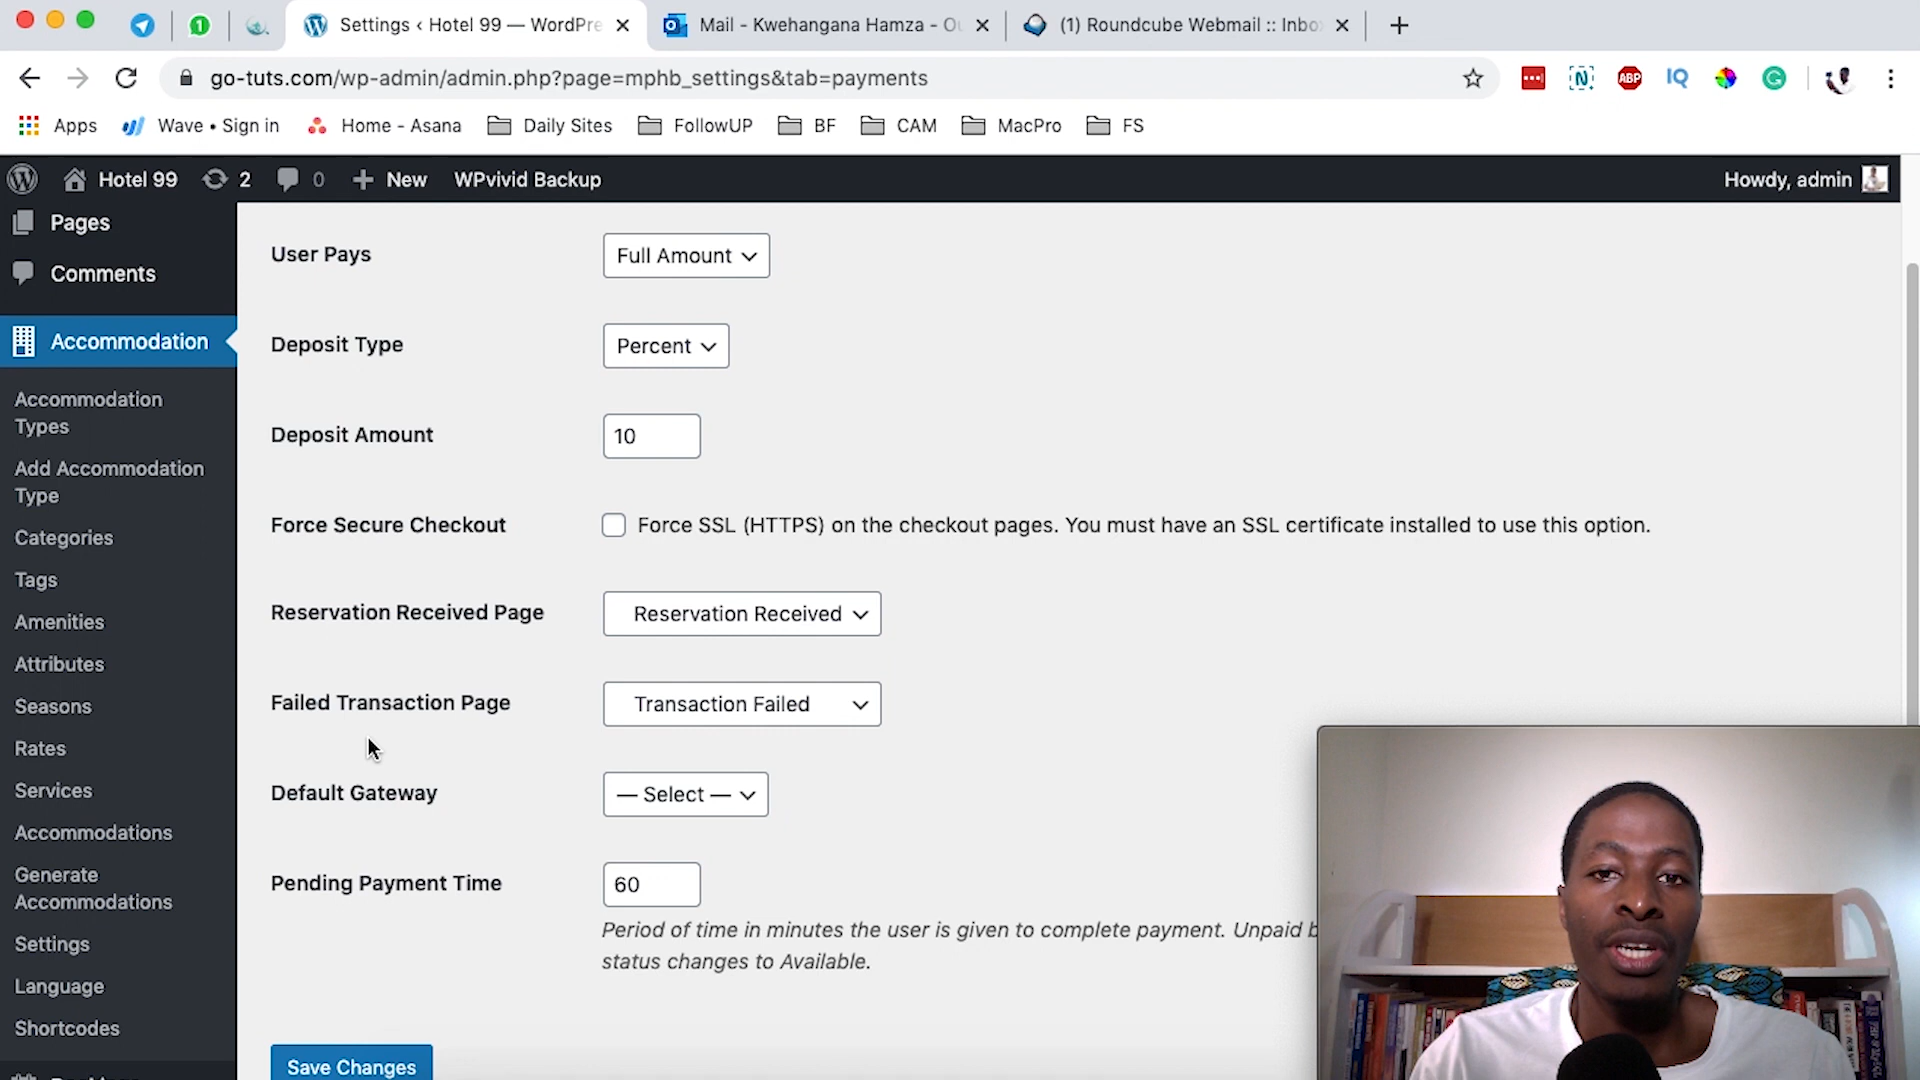 Settings ‹ Hotel 99 — WordPre
Mail - Kwehangana Hamza - Ou
(1) Roundcube Webmail :: Inbo
go-tuts.com/wp-admin/admin.php?page=mphb_settings&tab=payments
ABP
IQ
Apps
Wave • Sign in
Home - Asana
Daily Sites
FollowUP
BF
CAM
MacPro
FS
Hotel 99
2
0
New
WPvivid Backup
Howdy, admin
Pages
Comments
Accommodation
Accommodation
Types
Add Accommodation
Type
Categories
Tags
Amenities
Attributes
Seasons
Rates
Services
Accommodations
Generate
Accommodations
Settings
Language
Shortcodes
User Pays
Full Amount
Deposit Type
Percent
Deposit Amount
10
Force Secure Checkout
Force SSL (HTTPS) on the checkout pages. You must have an SSL certificate installed to use this option.
Reservation Received Page
Reservation Received
Failed Transaction Page
Transaction Failed
Default Gateway
— Select —
Pending Payment Time
60
Period of time in minutes the user is given to complete payment. Unpaid b
status changes to Available.
Save Changes